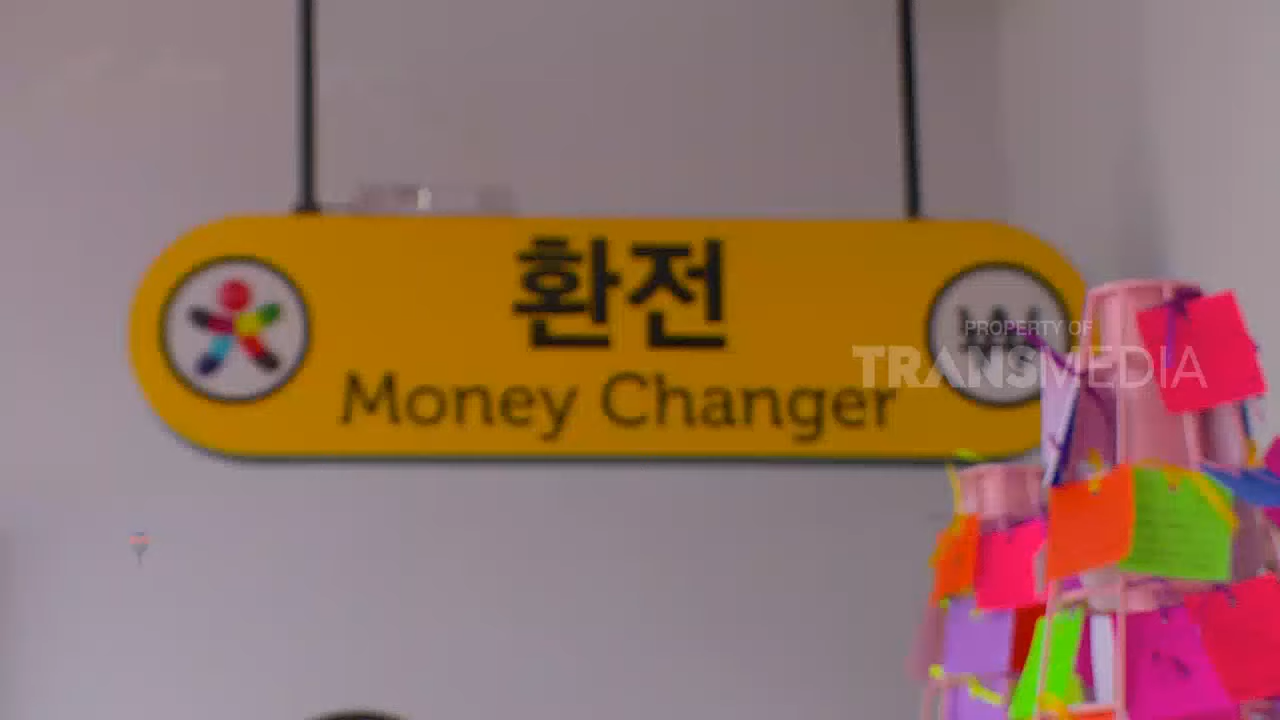 환전
Money Changer
₩
PROPERTY OF
TRANSMEDIA